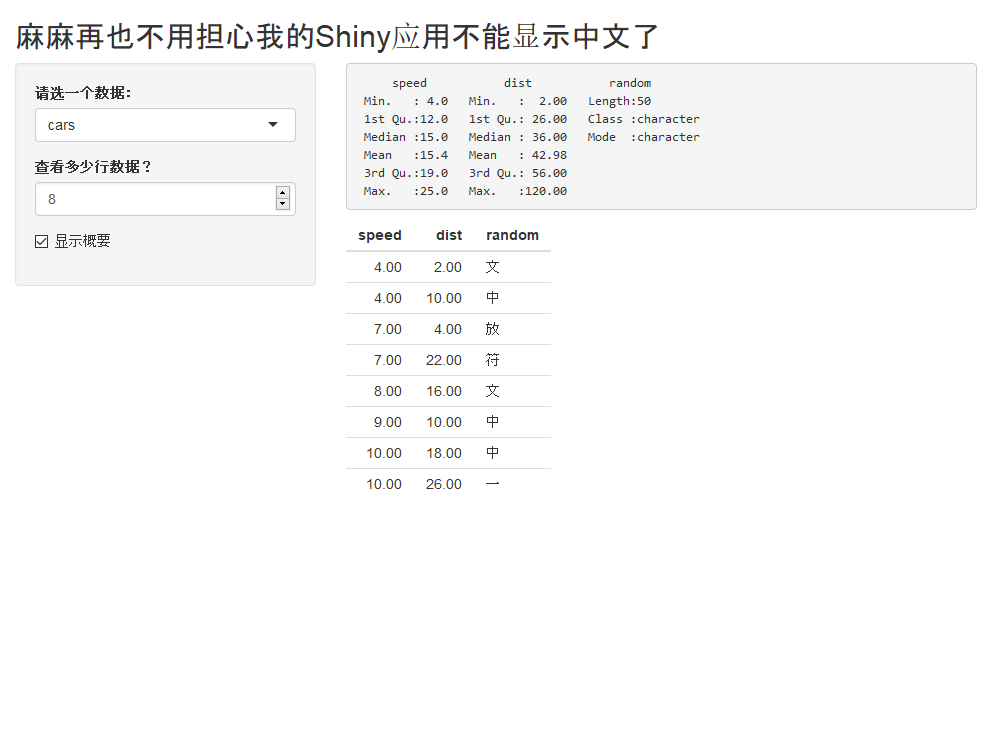 麻麻再也不用担心我的Shiny应用不能显示中文了
请选一个数据：
cars
查看多少行数据？
8
显示概要
speed dist random
Min. : 4.0 Min. : 2.00 Length:50
1st Qu.:12.0 1st Qu.: 26.00 Class :character
Median :15.0 Median : 36.00 Mode :character
Mean :15.4 Mean : 42.98
3rd Qu.:19.0 3rd Qu.: 56.00
Max. :25.0 Max. :120.00
speed dist random
4.00 2.00 文
4.00 10.00 中
7.00 4.00 放
7.00 22.00 符
8.00 16.00 文
9.00 10.00 中
10.00 18.00 中
10.00 26.00 一